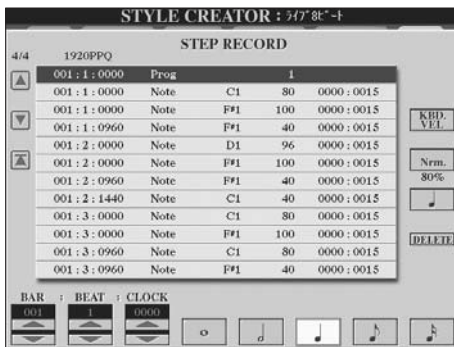 STYLE CREATOR : ﾗｲﾌﾞ8ﾋﾞｰﾄ
STEP RECORD
4/4 1920PPQ
001 : 1 : 0000 Prog 1
001 : 1 : 0000 Note C1 80 0000 : 0015
001 : 1 : 0000 Note F#1 100 0000 : 0015
001 : 1 : 0960 Note F#1 40 0000 : 0015
001 : 2 : 0000 Note D1 96 0000 : 0015
001 : 2 : 0000 Note F#1 100 0000 : 0015
001 : 2 : 0960 Note F#1 40 0000 : 0015
001 : 2 : 1440 Note C1 40 0000 : 0015
001 : 3 : 0000 Note C1 80 0000 : 0015
001 : 3 : 0000 Note F#1 100 0000 : 0015
001 : 3 : 0960 Note C1 80 0000 : 0015
001 : 3 : 0960 Note F#1 40 0000 : 0015
KBD.
VEL
Nrm.
80%
DELETE
BAR : BEAT : CLOCK
001 1 0000